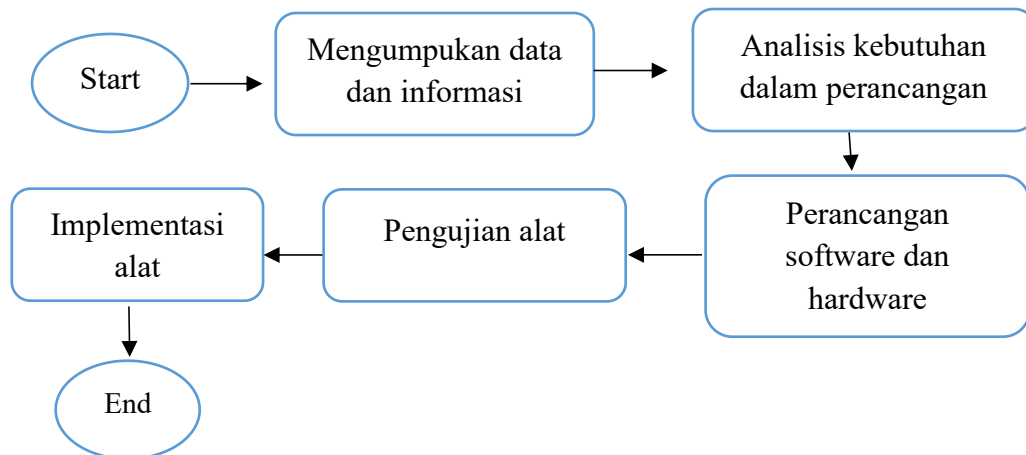 Start
Mengumpukan data
dan informasi
Analisis kebutuhan
dalam perancangan
Perancangan
software dan
hardware
Pengujian alat
Implementasi
alat
End